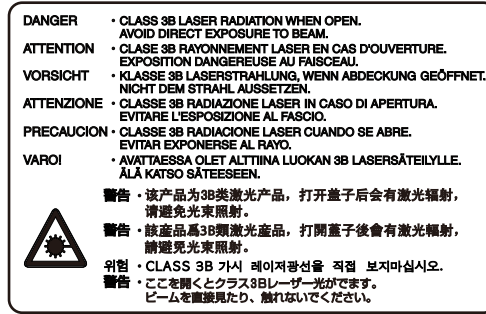 DANGER · CLASS 3B LASER RADIATION WHEN OPEN.
AVOID DIRECT EXPOSURE TO BEAM.
ATTENTION · CLASE 3B RAYONNEMENT LASER EN CAS D'OUVERTURE.
EXPOSITION DANGEREUSE AU FAISCEAU.
VORSICHT · KLASSE 3B LASERSTRAHLUNG, WENN ABDECKUNG GEÖFFNET.
NICHT DEM STRAHL AUSSETZEN.
ATTENZIONE · CLASSE 3B RADIAZIONE LASER IN CASO DI APERTURA.
EVITARE L'ESPOSIZIONE AL FASCIO.
PRECAUCION · CLASSE 3B RADIACIONE LASER CUANDO SE ABRE.
EVITAR EXPONERSE AL RAYO.
VARO! · AVATTAESSA OLET ALTTIINA LUOKAN 3B LASERSÄTEILYLLE.
ÄLÄ KATSO SÄTEESEEN.
警告 · 该产品为3B类激光产品，打开盖子后会有激光辐射，
请避免光束照射。
警告 · 該産品爲3B類激光産品，打開蓋子後會有激光輻射，
請避免光束照射。
위험 · CLASS 3B 가시 레이저광선을 직접 보지마십시오.
警告 · ここを開くとクラス3Bレーザー光がでます。
ビームを直接見たり、触れないでください。